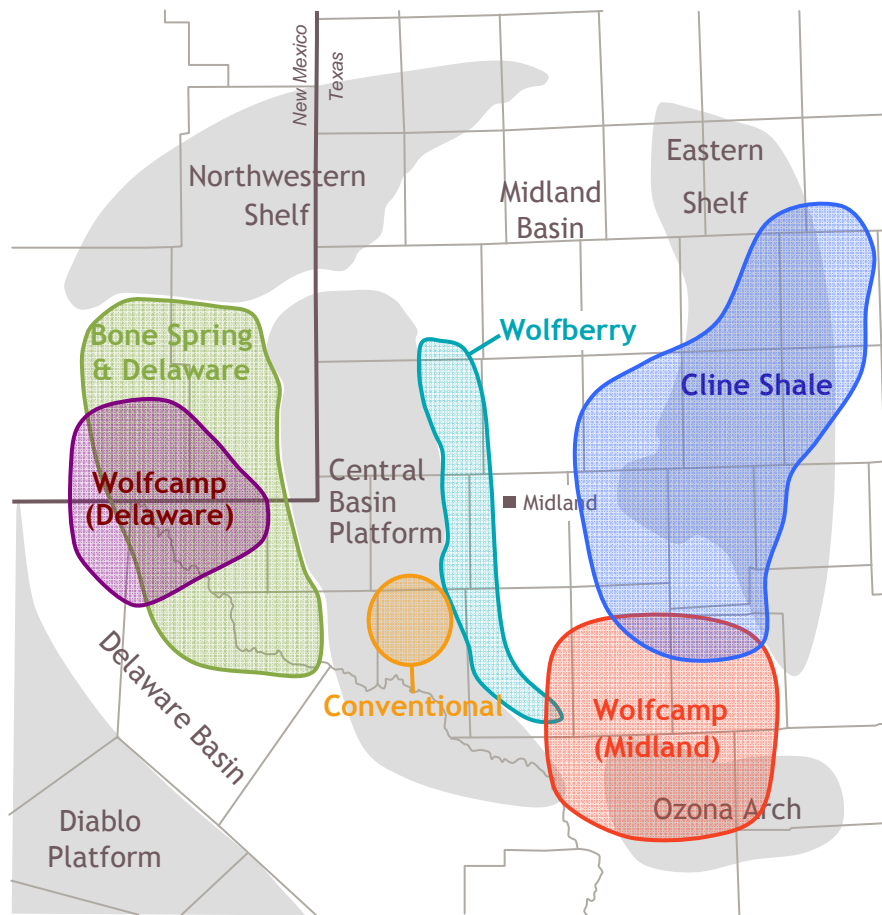 New Mexico
Texas
Northwestern
Shelf
Midland
Basin
Eastern
Shelf
Bone Spring
& Delaware
Wolfberry
Cline Shale
Wolfcamp
(Delaware)
Central
Basin
Platform
Midland
Delaware Basin
Conventional
Wolfcamp
(Midland)
Ozona Arch
Diablo
Platform